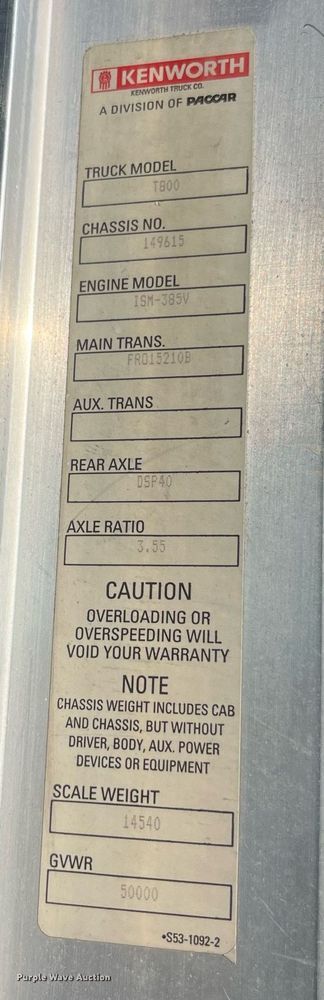 KENWORTH
KENWORTH TRUCK CO.
A DIVISION OF PACCAR
TRUCK MODEL
T800
CHASSIS NO.
149615
ENGINE MODEL
ISM-385V
MAIN TRANS.
FRO15210B
AUX. TRANS
REAR AXLE
DSP40
AXLE RATIO
3.55
CAUTION
OVERLOADING OR
OVERSPEEDING WILL
VOID YOUR WARRANTY
NOTE
CHASSIS WEIGHT INCLUDES CAB
AND CHASSIS, BUT WITHOUT
DRIVER, BODY, AUX. POWER
DEVICES OR EQUIPMENT
SCALE WEIGHT
14540
GVWR
50000
•S53-1092-2
Purple Wave Auction